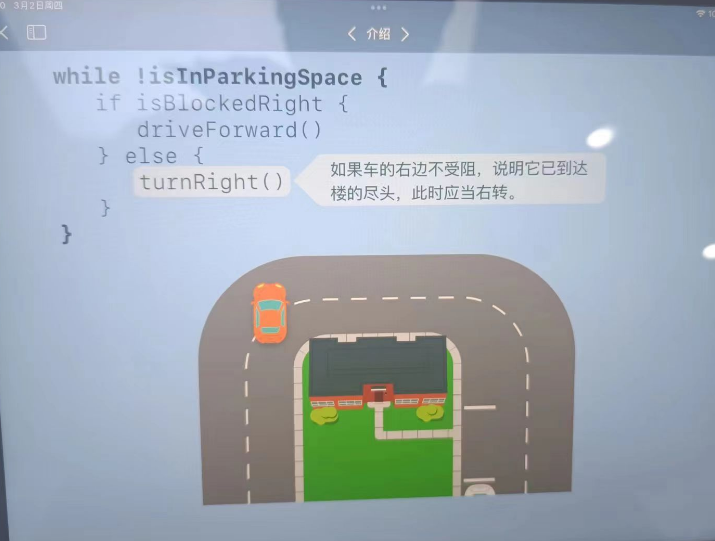 3月2日周四
介绍
while !isInParkingSpace {
if isBlockedRight {
driveForward()
} else {
turnRight()
如果车的右边不受阻，说明它已到达
楼的尽头，此时应当右转。
}
}